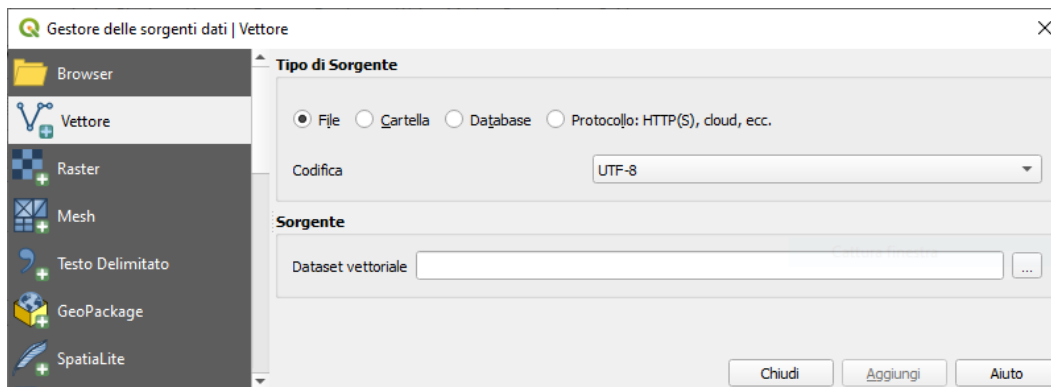 Gestore delle sorgenti dati | Vettore
Browser
Vettore
Raster
Mesh
Testo Delimitato
GeoPackage
SpatiaLite
Tipo di Sorgente
File Cartella Database Protocollo: HTTP(S), cloud, ecc.
Codifica UTF-8
Sorgente
Dataset vettoriale ...
Chiudi Aggiungi Aiuto